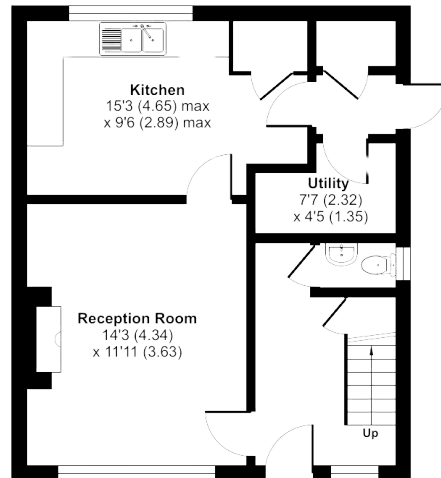 Kitchen
15'3 (4.65) max
x 9'6 (2.89) max
Utility
7'7 (2.32)
x 4'5 (1.35)
Reception Room
14'3 (4.34)
x 11'11 (3.63)
Up